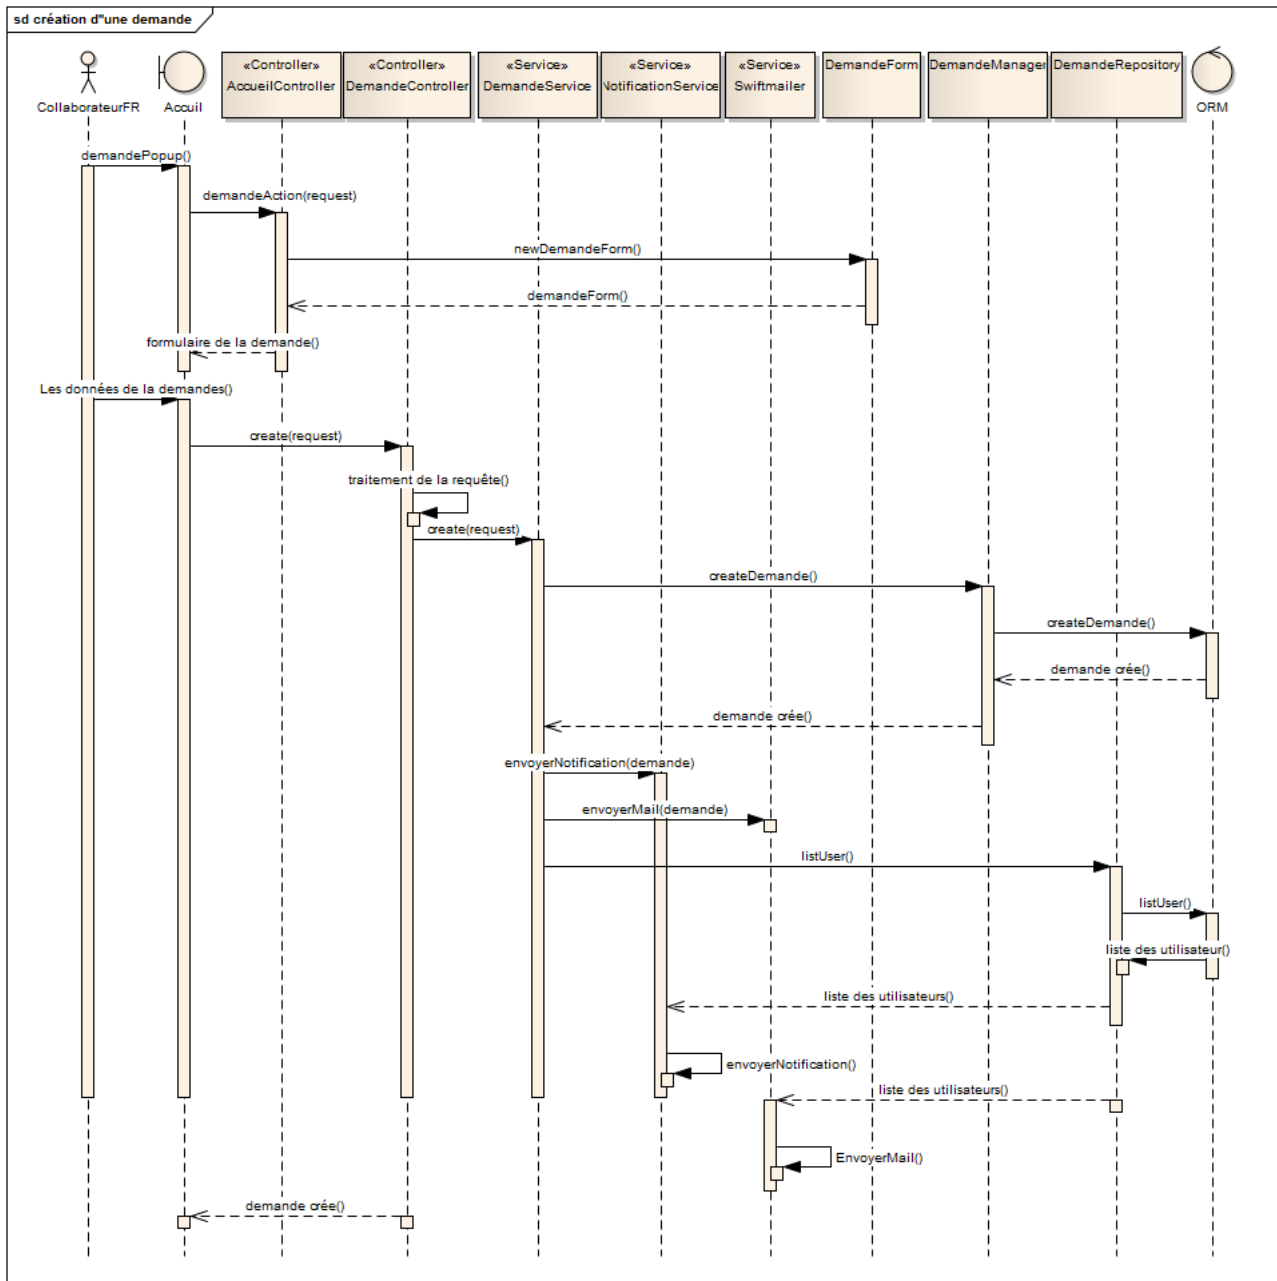 sd création d"une demande
«Controller»
AccueilController
«Controller»
DemandeController
«Service»
DemandeService
«Service»
NotificationService
«Service»
Swiftmailer
DemandeForm
DemandeManager
DemandeRepository
CollaborateurFR
Accuil
ORM
demandePopup()
demandeAction(request)
newDemandeForm()
demandeForm()
formulaire de la demande()
Les données de la demandes()
create(request)
traitement de la requête()
create(request)
createDemande()
createDemande()
demande crée()
demande crée()
envoyerNotification(demande)
envoyerMail(demande)
listUser()
listUser()
liste des utilisateur()
liste des utilisateurs()
envoyerNotification()
liste des utilisateurs()
EnvoyerMail()
demande crée()